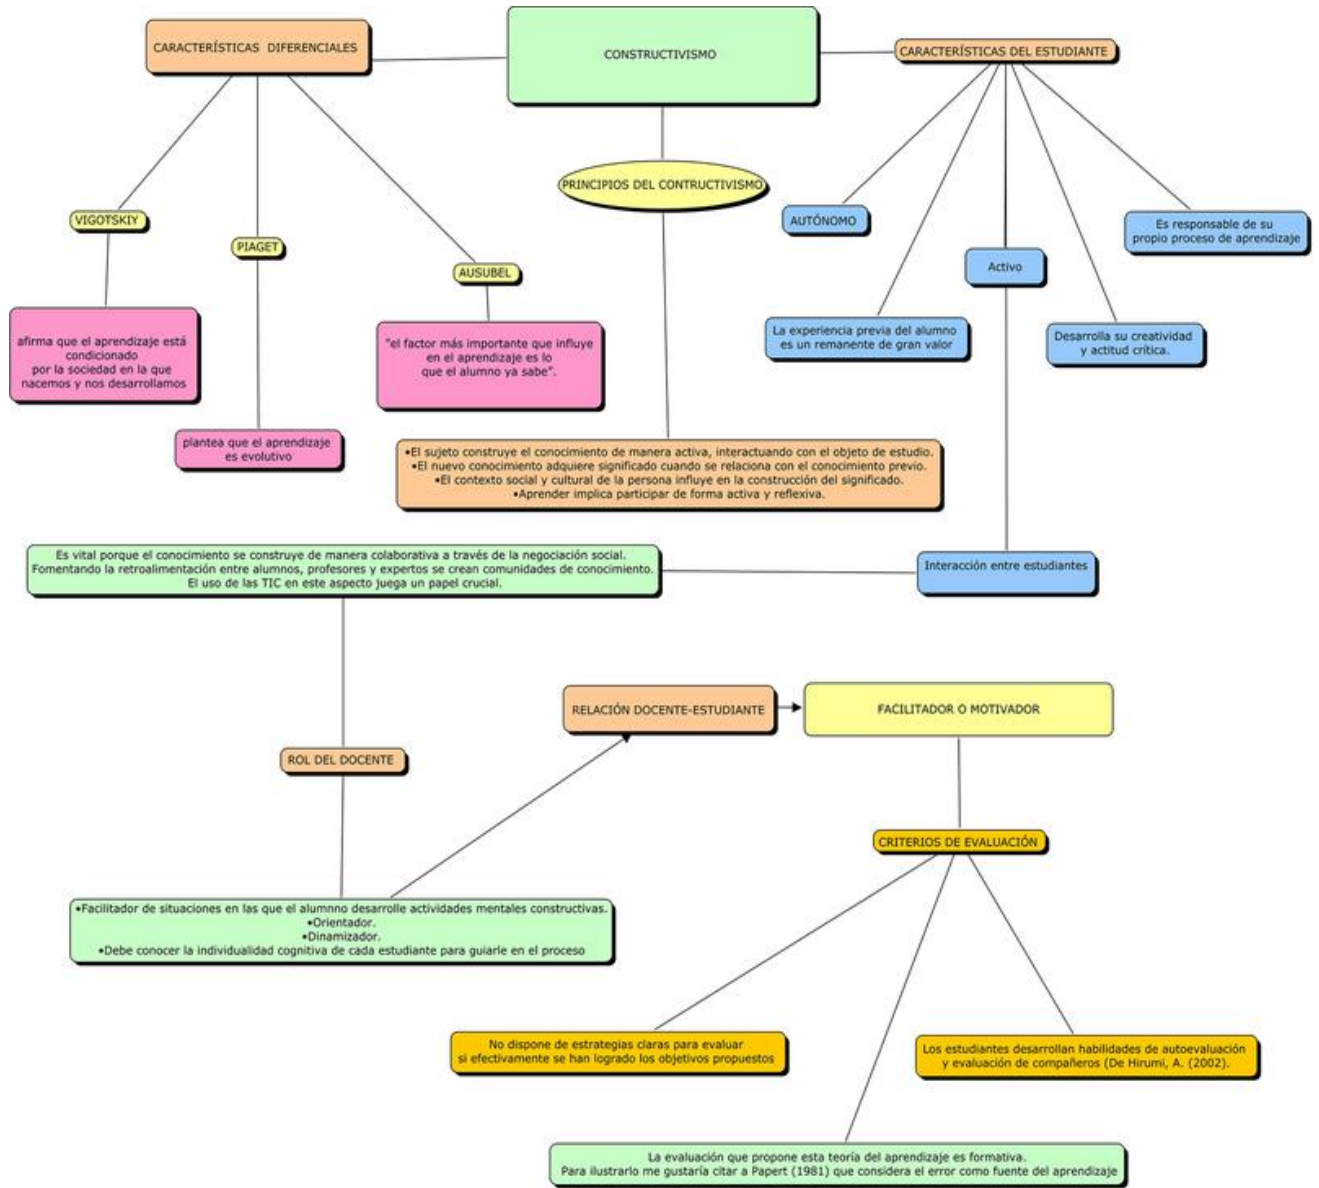 CARACTERÍSTICAS  DIFERENCIALES
CONSTRUCTIVISMO
CARACTERÍSTICAS DEL ESTUDIANTE
PRINCIPIOS DEL CONTRUCTIVISMO
VIGOTSKIY
PIAGET
AUSUBEL
AUTÓNOMO
Activo
Es responsable de su
propio proceso de aprendizaje
afirma que el aprendizaje está
condicionado
por la sociedad en la que
nacemos y nos desarrollamos
"el factor más importante que influye
en el aprendizaje es lo
que el alumno ya sabe".
La experiencia previa del alumno
es un remanente de gran valor
Desarrolla su creatividad
y actitud crítica.
plantea que el aprendizaje
es evolutivo
•El sujeto construye el conocimiento de manera activa, interactuando con el objeto de estudio.
•El nuevo conocimiento adquiere significado cuando se relaciona con el conocimiento previo.
•El contexto social y cultural de la persona influye en la construcción del significado.
•Aprender implica participar de forma activa y reflexiva.
Es vital porque el conocimiento se construye de manera colaborativa a través de la negociación social.
Fomentando la retroalimentación entre alumnos, profesores y expertos se crean comunidades de conocimiento.
El uso de las TIC en este aspecto juega un papel crucial.
Interacción entre estudiantes
RELACIÓN DOCENTE-ESTUDIANTE
FACILITADOR O MOTIVADOR
ROL DEL DOCENTE
CRITERIOS DE EVALUACIÓN
•Facilitador de situaciones en las que el alumnno desarrolle actividades mentales constructivas.
•Orientador.
•Dinamizador.
•Debe conocer la individualidad cognitiva de cada estudiante para guiarle en el proceso
No dispone de estrategias claras para evaluar
si efectivamente se han logrado los objetivos propuestos
Los estudiantes desarrollan habilidades de autoevaluación
y evaluación de compañeros (De Hirumi, A. (2002).
La evaluación que propone esta teoría del aprendizaje es formativa.
Para ilustrarlo me gustaría citar a Papert (1981) que considera el error como fuente del aprendizaje